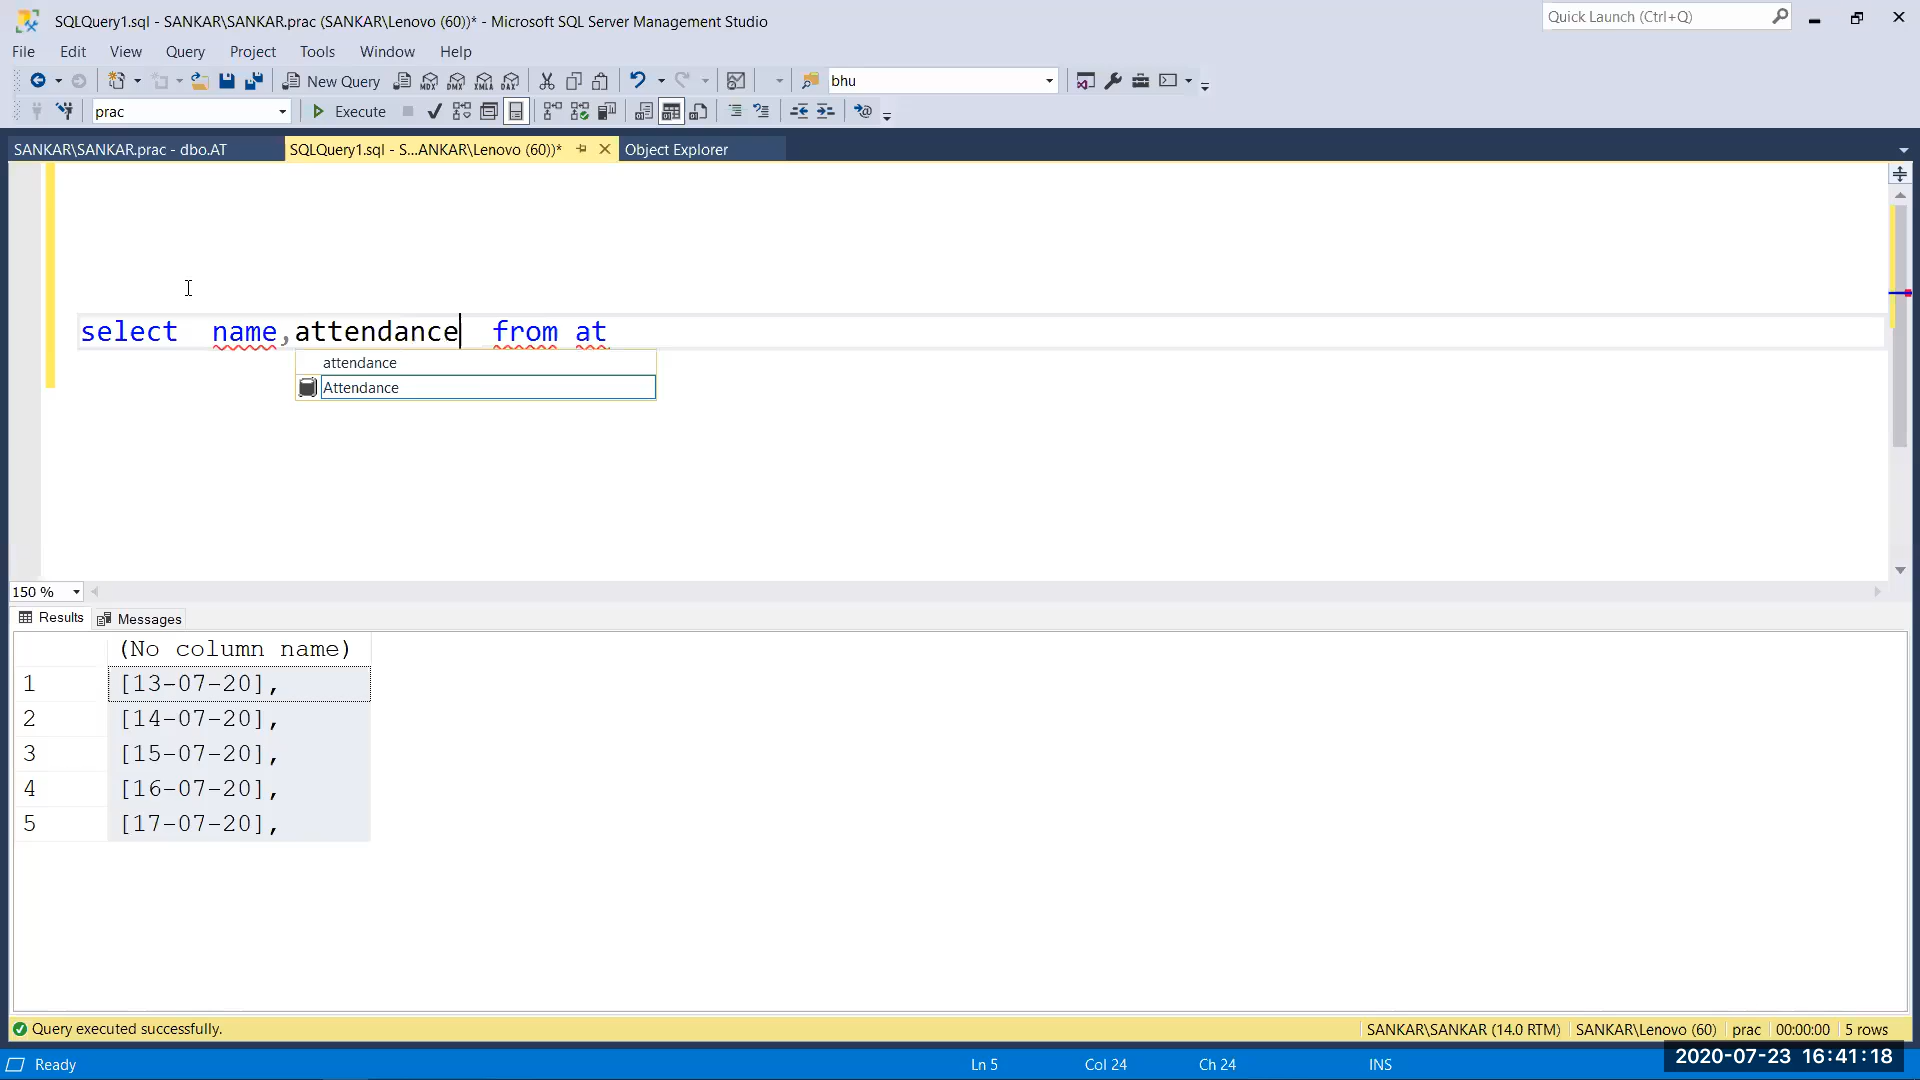 SQLQuery1.sql - SANKAR\SANKAR.prac (SANKAR\Lenovo (60))* - Microsoft SQL Server Management Studio
Quick Launch (Ctrl+Q)
File Edit View Query Project Tools Window Help
New Query MDX DMX XMLA DAX bhu
prac Execute
SANKAR\SANKAR.prac - dbo.AT SQLQuery1.sql - S...ANKAR\Lenovo (60))* Object Explorer
select name,attendance from at
attendance
Attendance
150 %
Results Messages
(No column name)
1 [13-07-20],
2 [14-07-20],
3 [15-07-20],
4 [16-07-20],
5 [17-07-20],
Query executed successfully. SANKAR\SANKAR (14.0 RTM) SANKAR\Lenovo (60) prac 00:00:00 5 rows
Ready Ln 5 Col 24 Ch 24 INS
2020-07-23 16:41:18